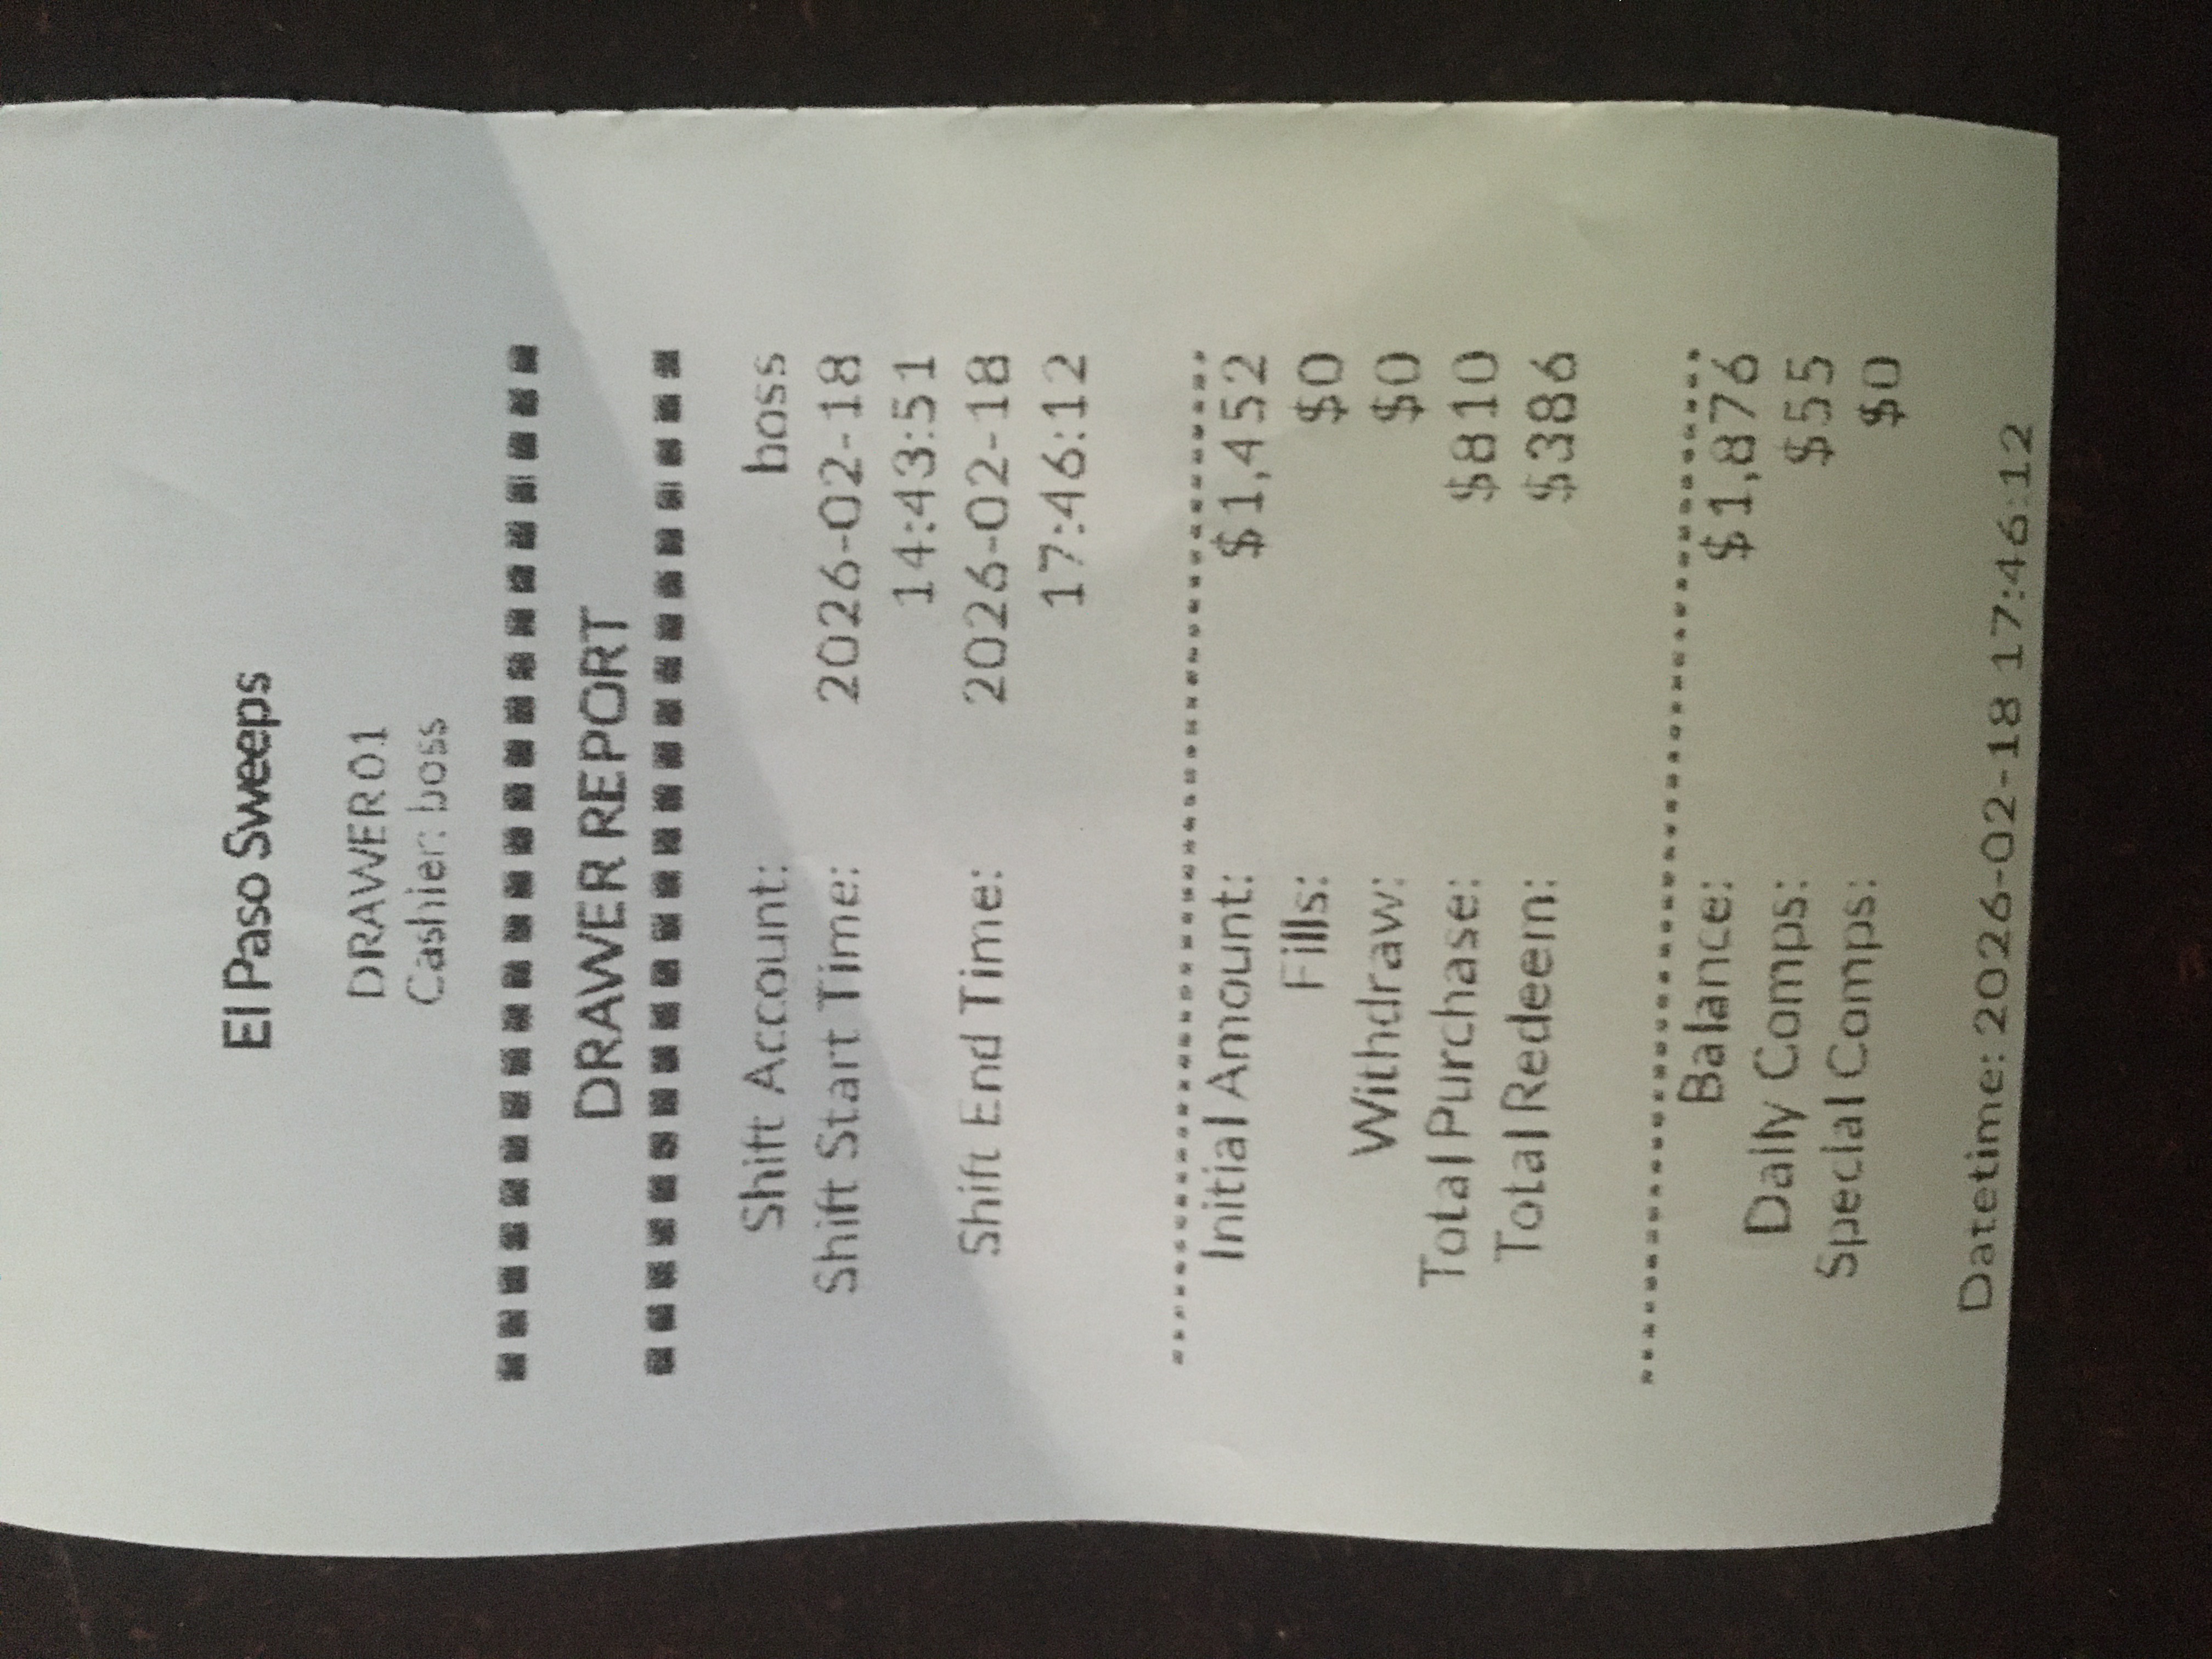 El Paso Sweeps
DRAWER01
Cashier: boss
DRAWER REPORT
Shift Account: boss
Shift Start Time: 2026-02-18
14:43:51
Shift End Time: 2026-02-18
17:46:12
Initial Amount: $1,452
Fills: $0
Withdraw: $0
Total Purchase: $810
Total Redeem: $386
Balance: $1,876
Daily Comps: $55
Special Comps: $0
Datetime: 2026-02-18 17:46:12